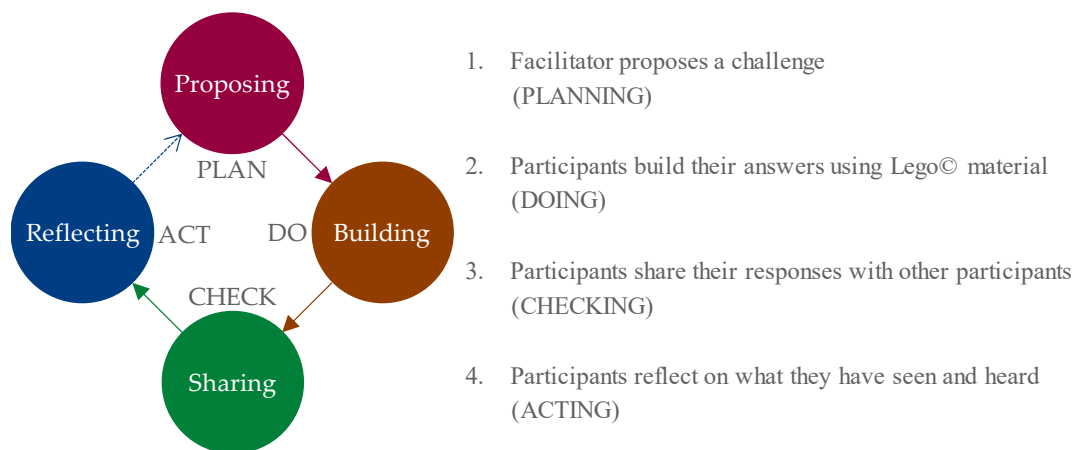 Proposing
PLAN
Reflecting
ACT
DO
Building
CHECK
Sharing
1. Facilitator proposes a challenge
(PLANNING)
2. Participants build their answers using Lego© material
(DOING)
3. Participants share their responses with other participants
(CHECKING)
4. Participants reflect on what they have seen and heard
(ACTING)